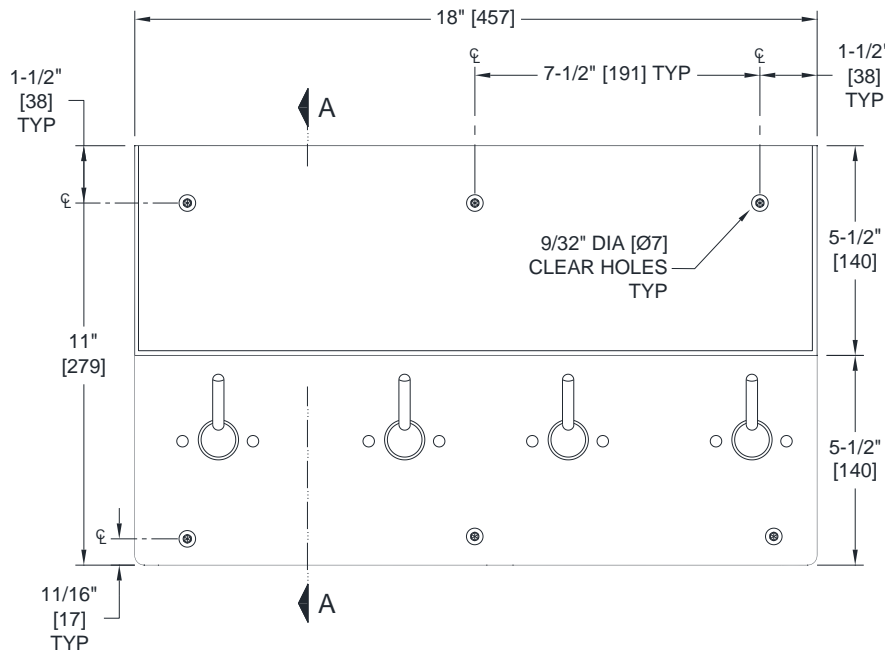 18" [457]
℄
℄
7-1/2" [191] TYP
1-1/2"
[38]
TYP
1-1/2"
[38]
TYP
A
℄
9/32" DIA [Ø7]
CLEAR HOLES
TYP
5-1/2"
[140]
11"
[279]
5-1/2"
[140]
℄
11/16"
[17]
TYP
A